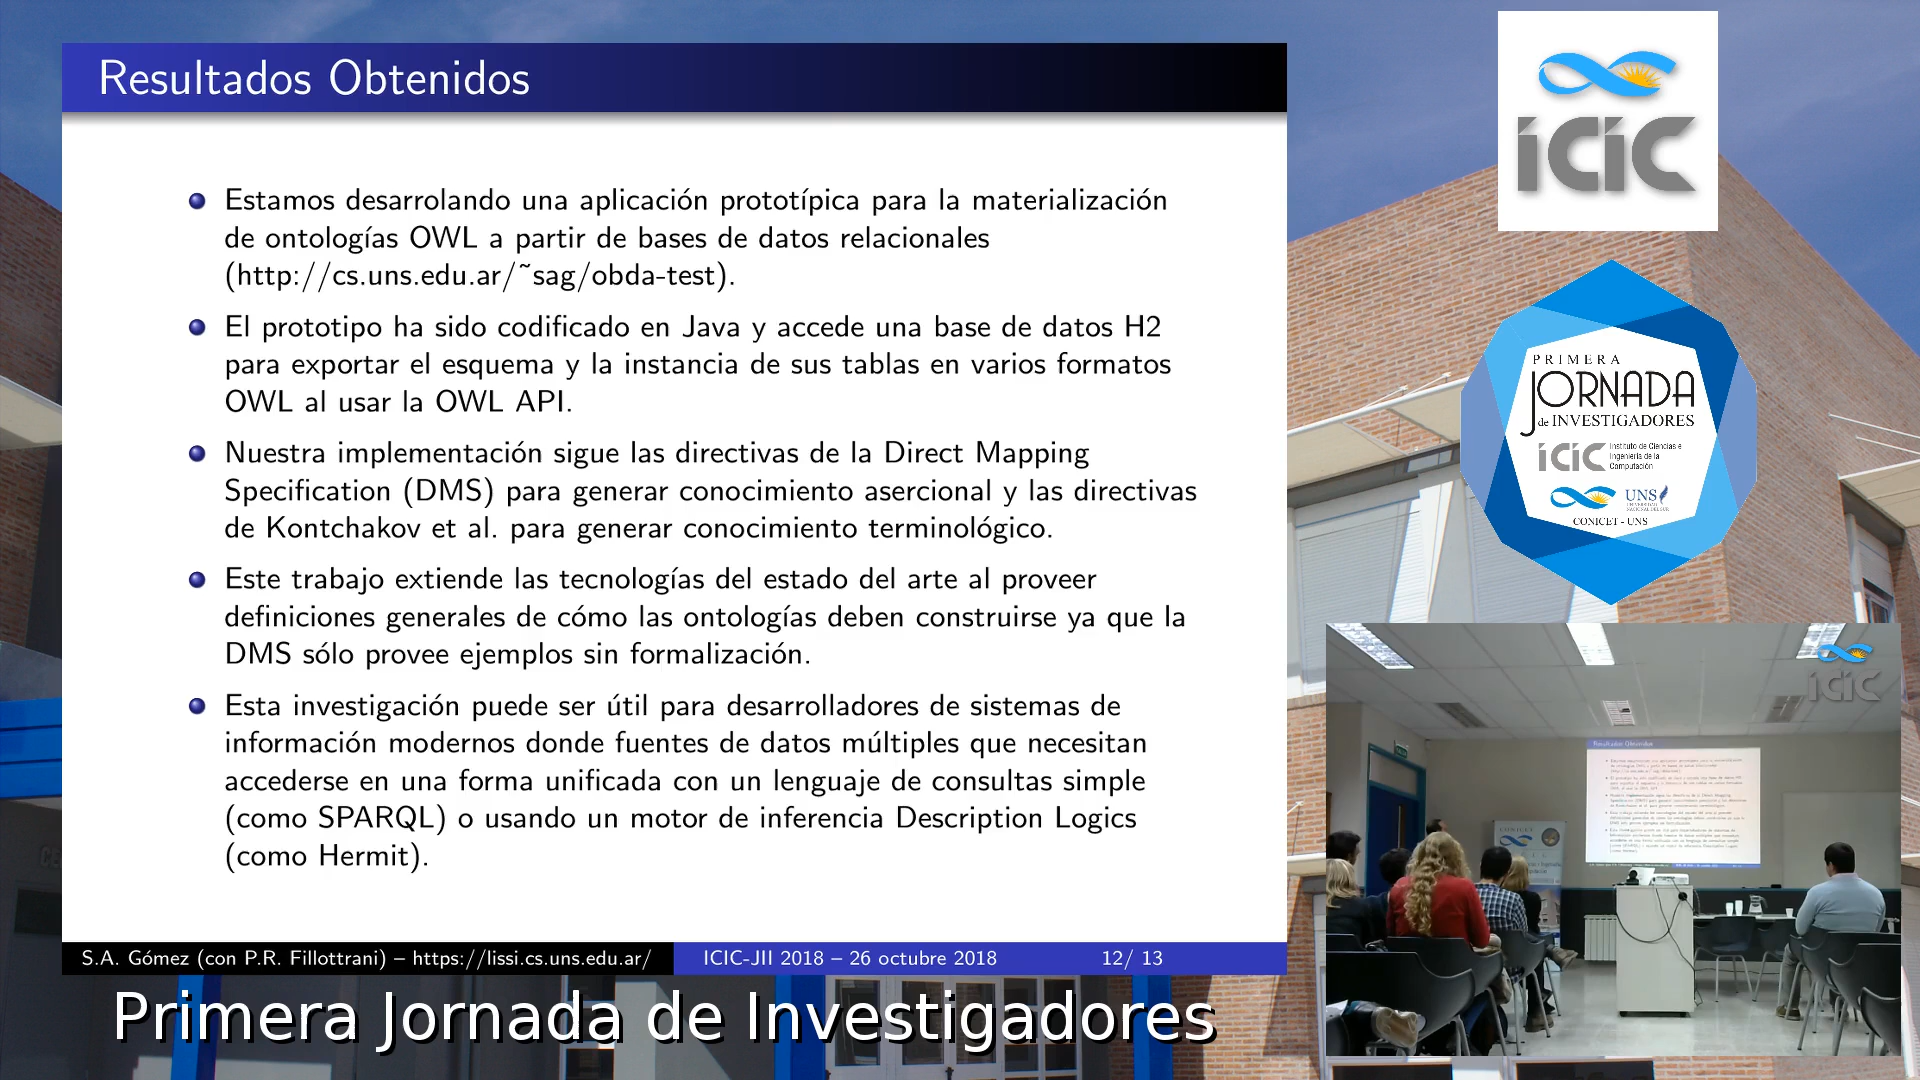 Resultados Obtenidos
Estamos desarrolando una aplicación prototípica para la materialización
de ontologías OWL a partir de bases de datos relacionales
(http://cs.uns.edu.ar/˜sag/obda-test).
El prototipo ha sido codificado en Java y accede una base de datos H2
para exportar el esquema y la instancia de sus tablas en varios formatos
OWL al usar la OWL API.
Nuestra implementación sigue las directivas de la Direct Mapping
Specification (DMS) para generar conocimiento asercional y las directivas
de Kontchakov et al. para generar conocimiento terminológico.
Este trabajo extiende las tecnologías del estado del arte al proveer
definiciones generales de cómo las ontologías deben construirse ya que la
DMS sólo provee ejemplos sin formalización.
Esta investigación puede ser útil para desarrolladores de sistemas de
información modernos donde fuentes de datos múltiples que necesitan
accederse en una forma unificada con un lenguaje de consultas simple
(como SPARQL) o usando un motor de inferencia Description Logics
(como Hermit).
S.A. Gómez (con P.R. Fillottrani) – https://lissi.cs.uns.edu.ar/
ICIC-JII 2018 – 26 octubre 2018
12/ 13
Primera Jornada de Investigadores
iCiC
PRIMERA
JORNADA
de INVESTIGADORES
iCiC
Instituto de Ciencias e
Ingeniería de la
Computación
UNS
CONICET - UNS
iCiC
Resultados Obtenidos